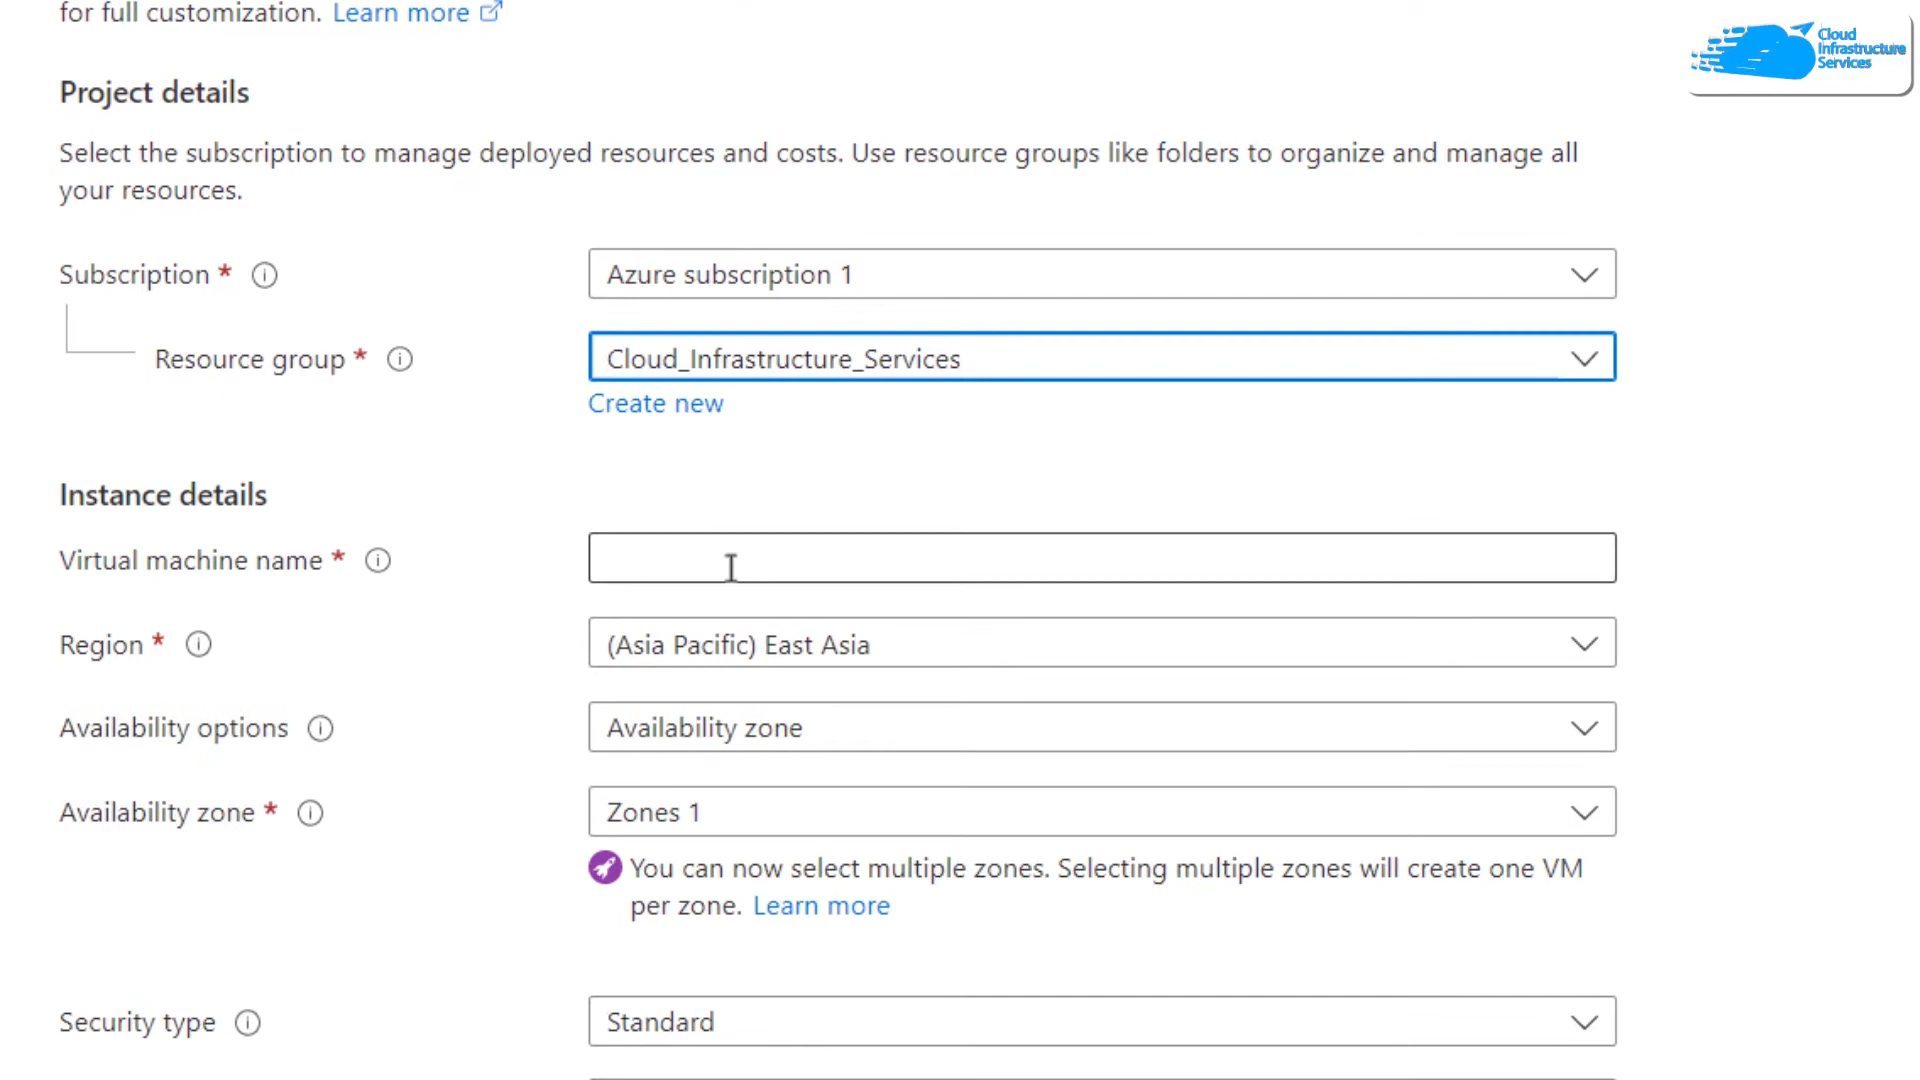 for full customization. Learn more
Cloud
Infrastructure
Services
Project details
Select the subscription to manage deployed resources and costs. Use resource groups like folders to organize and manage all
your resources.
Subscription *
Azure subscription 1
Resource group *
Cloud_Infrastructure_Services
Create new
Instance details
Virtual machine name *
Region *
(Asia Pacific) East Asia
Availability options
Availability zone
Availability zone *
Zones 1
You can now select multiple zones. Selecting multiple zones will create one VM
per zone. Learn more
Security type
Standard